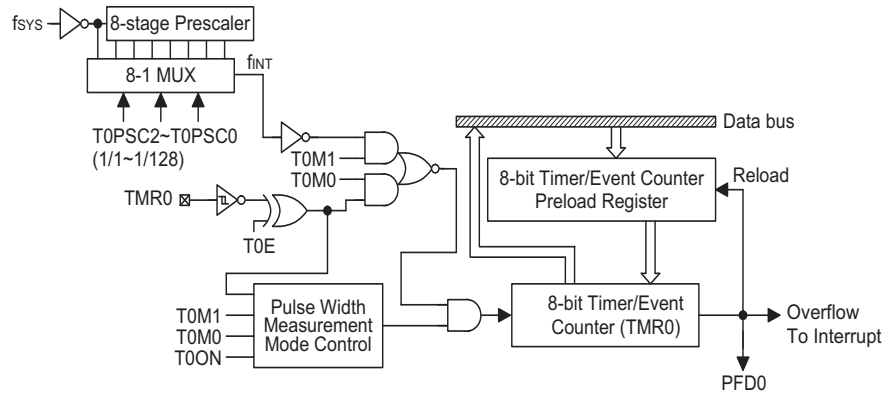 fSYS
8-stage Prescaler
8-1 MUX
fINT
T0PSC2~T0PSC0
(1/1~1/128)
T0M1
T0M0
TMR0
T0E
Data bus
8-bit Timer/Event Counter
Preload Register
Reload
T0M1
T0M0
T0ON
Pulse Width
Measurement
Mode Control
8-bit Timer/Event
Counter (TMR0)
Overflow
To Interrupt
PFD0